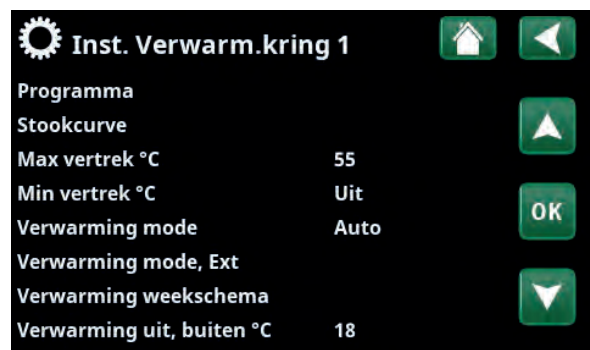 Inst. Verwarm.kring 1
Programma
Stookcurve
Max vertrek °C 55
Min vertrek °C Uit
Verwarming mode Auto
OK
Verwarming mode, Ext
Verwarming weekschema
Verwarming uit, buiten °C 18